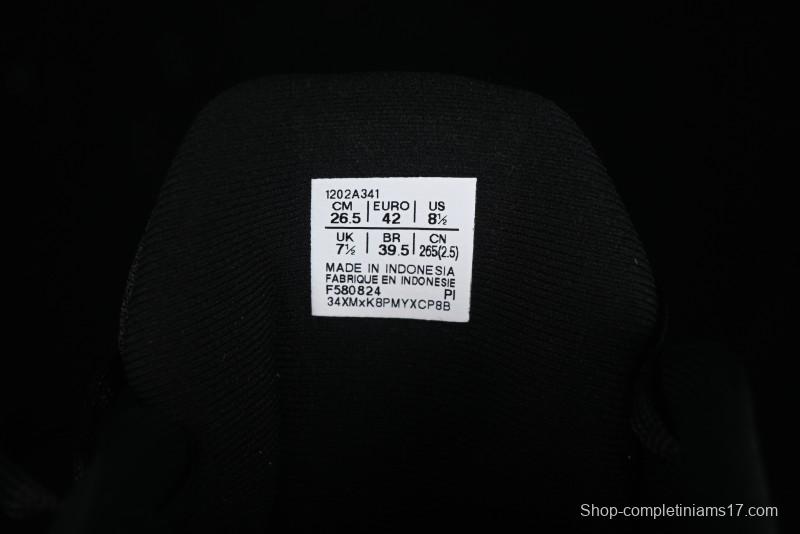 1202A341
CM | EURO | US
26.5 | 42 | 8½
UK | BR | CN
7½ | 39.5 | 265(2.5)
MADE IN INDONESIA
FABRIQUE EN INDONESIE
F580824 PI
34XMxK8PMYXCP8B
Shop-completiniams17.com